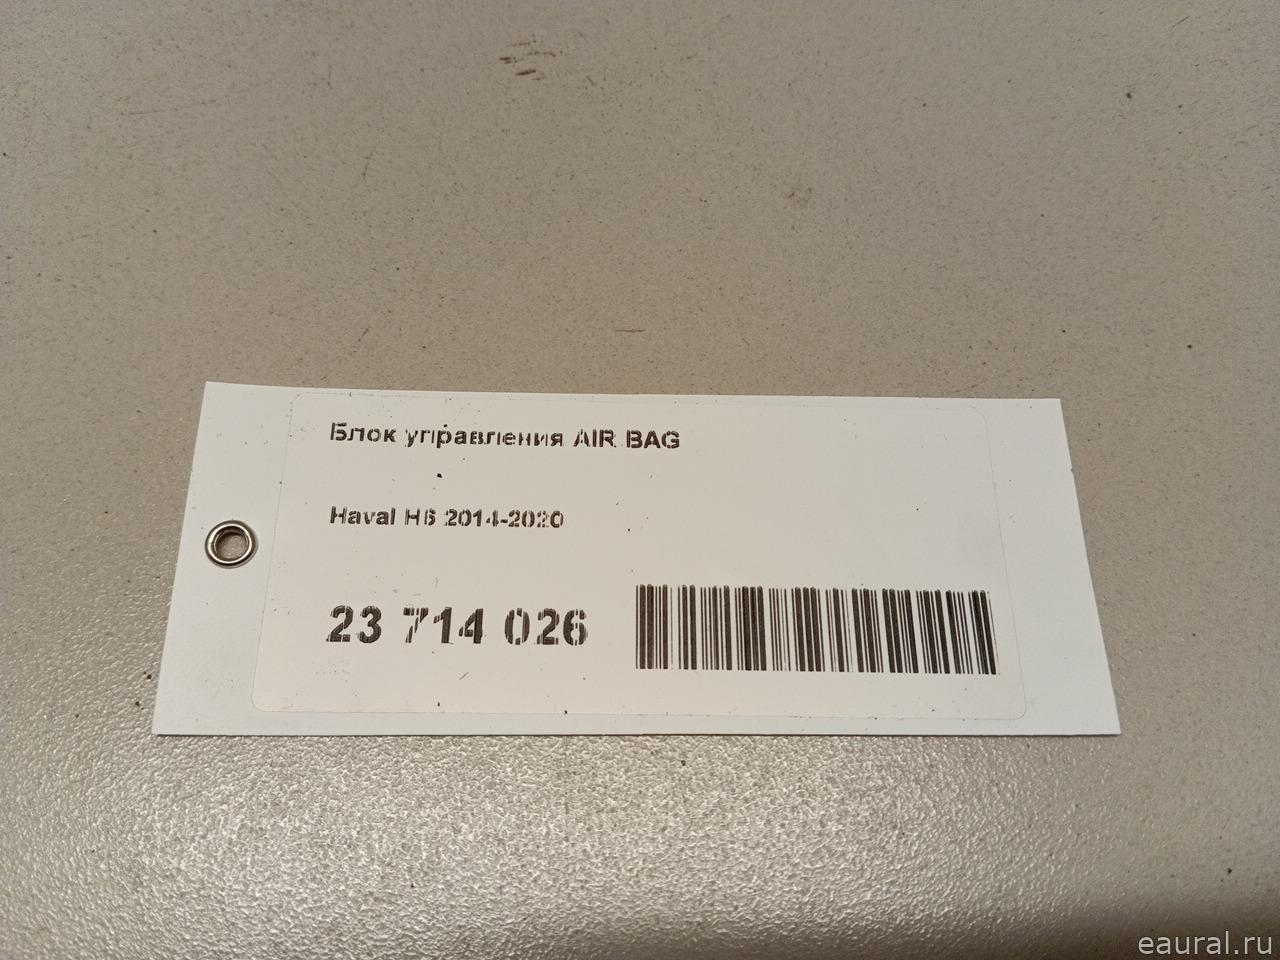 Блок управления AIR BAG
Haval H6 2014-2020
23 714 026
eaural.ru